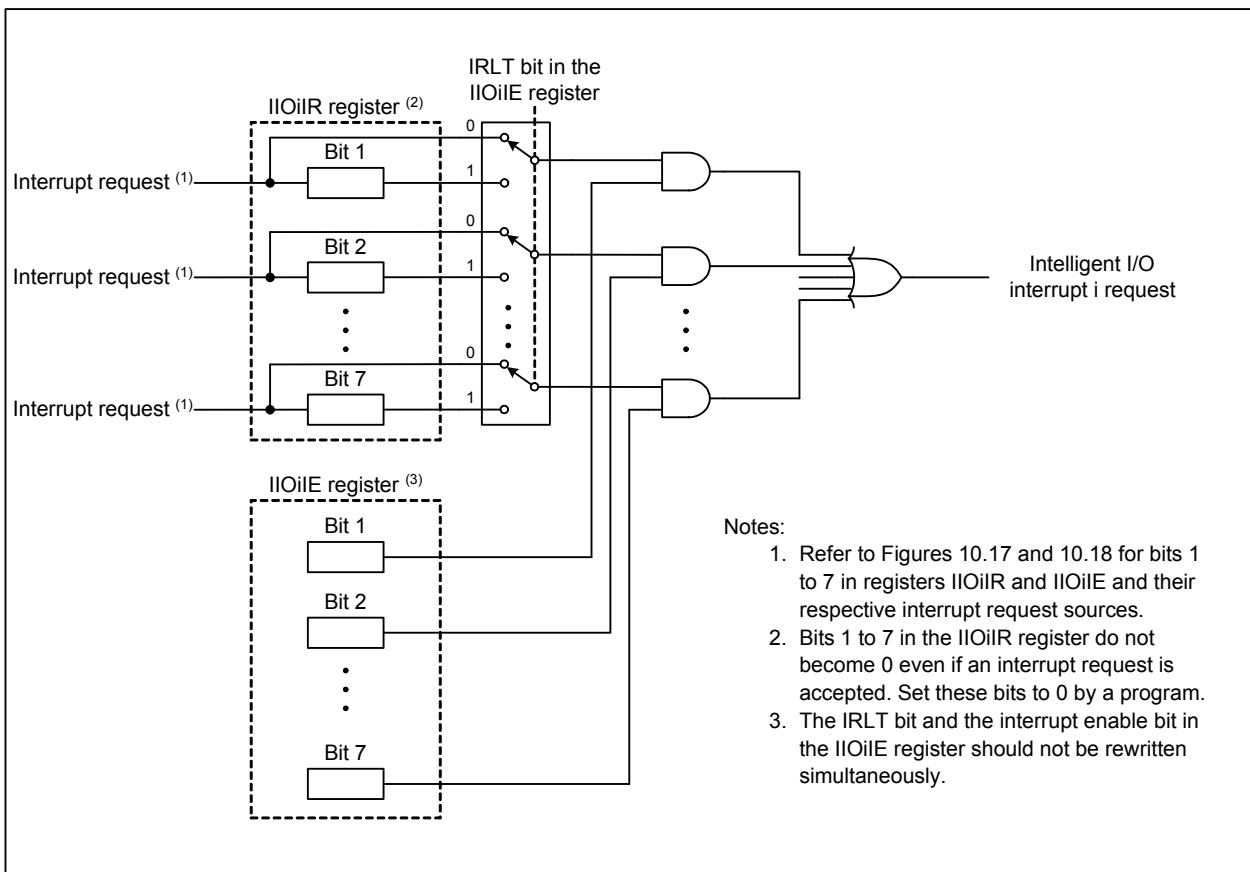 IRLT bit in the
IIOiIE register
IIOiIR register (2)
0
Bit 1
Interrupt request (1)
1
0
Bit 2
Interrupt request (1)
1
0
Bit 7
Interrupt request (1)
1
Intelligent I/O
interrupt i request
IIOiIE register (3)
Bit 1
Bit 2
Bit 7
Notes:
1. Refer to Figures 10.17 and 10.18 for bits 1
to 7 in registers IIOiIR and IIOiIE and their
respective interrupt request sources.
2. Bits 1 to 7 in the IIOiIR register do not
become 0 even if an interrupt request is
accepted. Set these bits to 0 by a program.
3. The IRLT bit and the interrupt enable bit in
the IIOiIE register should not be rewritten
simultaneously.